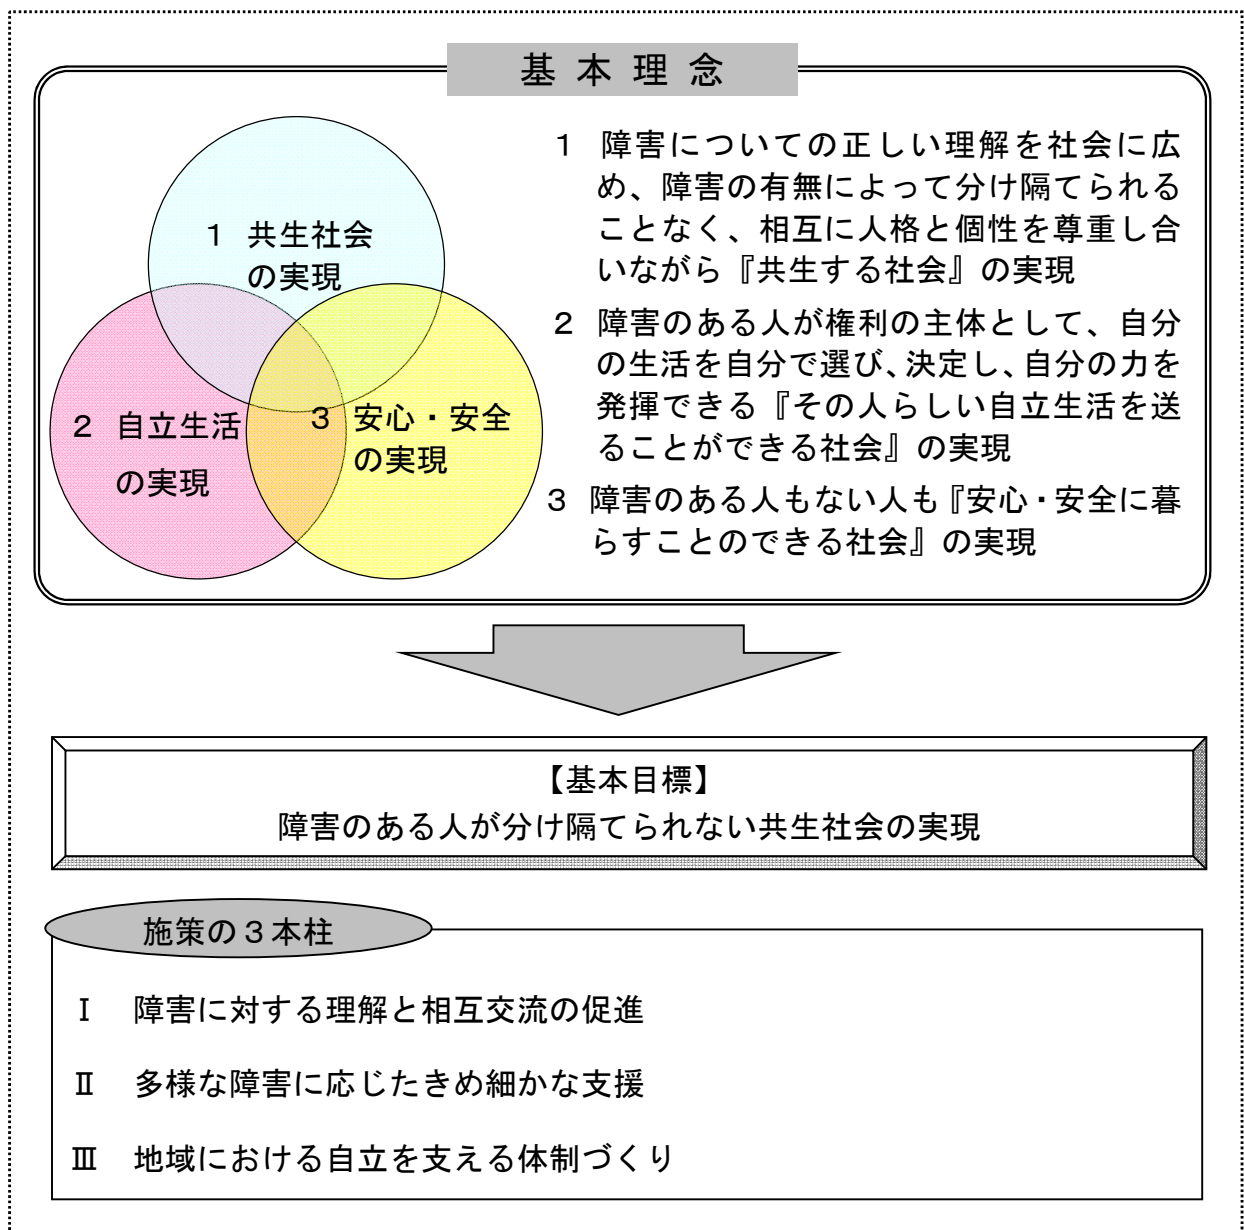 基本理念
1 共生社会
の実現
2 自立生活
の実現
3 安心・安全
の実現
1 障害についての正しい理解を社会に広
め、障害の有無によって分け隔てられる
ことなく、相互に人格と個性を尊重し合
いながら『共生する社会』の実現
2 障害のある人が権利の主体として、自分
の生活を自分で選び、決定し、自分の力を
発揮できる『その人らしい自立生活を送
ることができる社会』の実現
3 障害のある人もない人も『安心・安全に暮
らすことのできる社会』の実現
【基本目標】
障害のある人が分け隔てられない共生社会の実現
施策の3本柱
Ⅰ 障害に対する理解と相互交流の促進
Ⅱ 多様な障害に応じたきめ細かな支援
Ⅲ 地域における自立を支える体制づくり